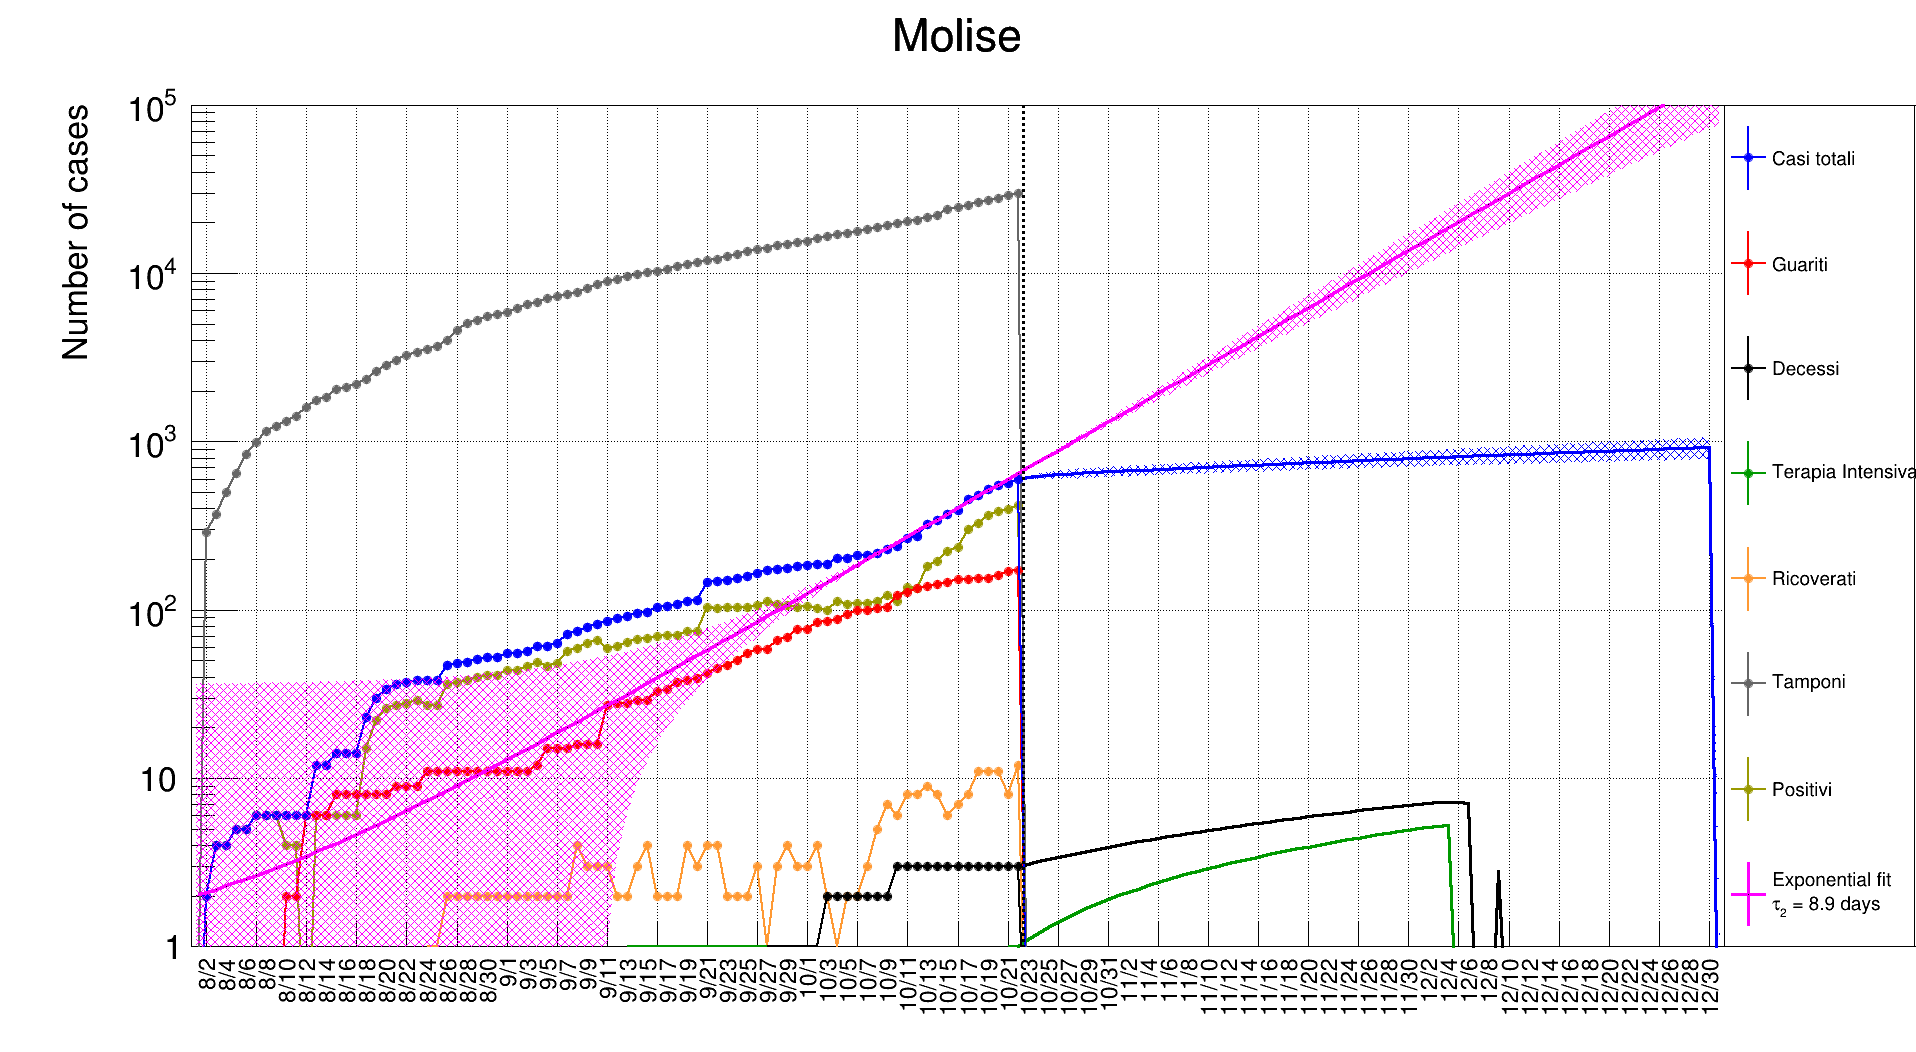 Molise
Number of cases
10^5
10^4
10^3
10^2
10
1
8/2 8/4 8/6 8/8 8/10 8/12 8/14 8/16 8/18 8/20 8/22 8/24 8/26 8/28 8/30 9/1 9/3 9/5 9/7 9/9 9/11 9/13 9/15 9/17 9/19 9/21 9/23 9/25 9/27 9/29 10/1 10/3 10/5 10/7 10/9 10/11 10/13 10/15 10/17 10/19 10/21 10/23 10/25 10/27 10/29 10/31 11/2 11/4 11/6 11/8 11/10 11/12 11/14 11/16 11/18 11/20 11/22 11/24 11/26 11/28 11/30 12/2 12/4 12/6 12/8 12/10 12/12 12/14 12/16 12/18 12/20 12/22 12/24 12/26 12/28 12/30
Casi totali
Guariti
Decessi
Terapia Intensiva
Ricoverati
Tamponi
Positivi
Exponential fit
τ₂ = 8.9 days